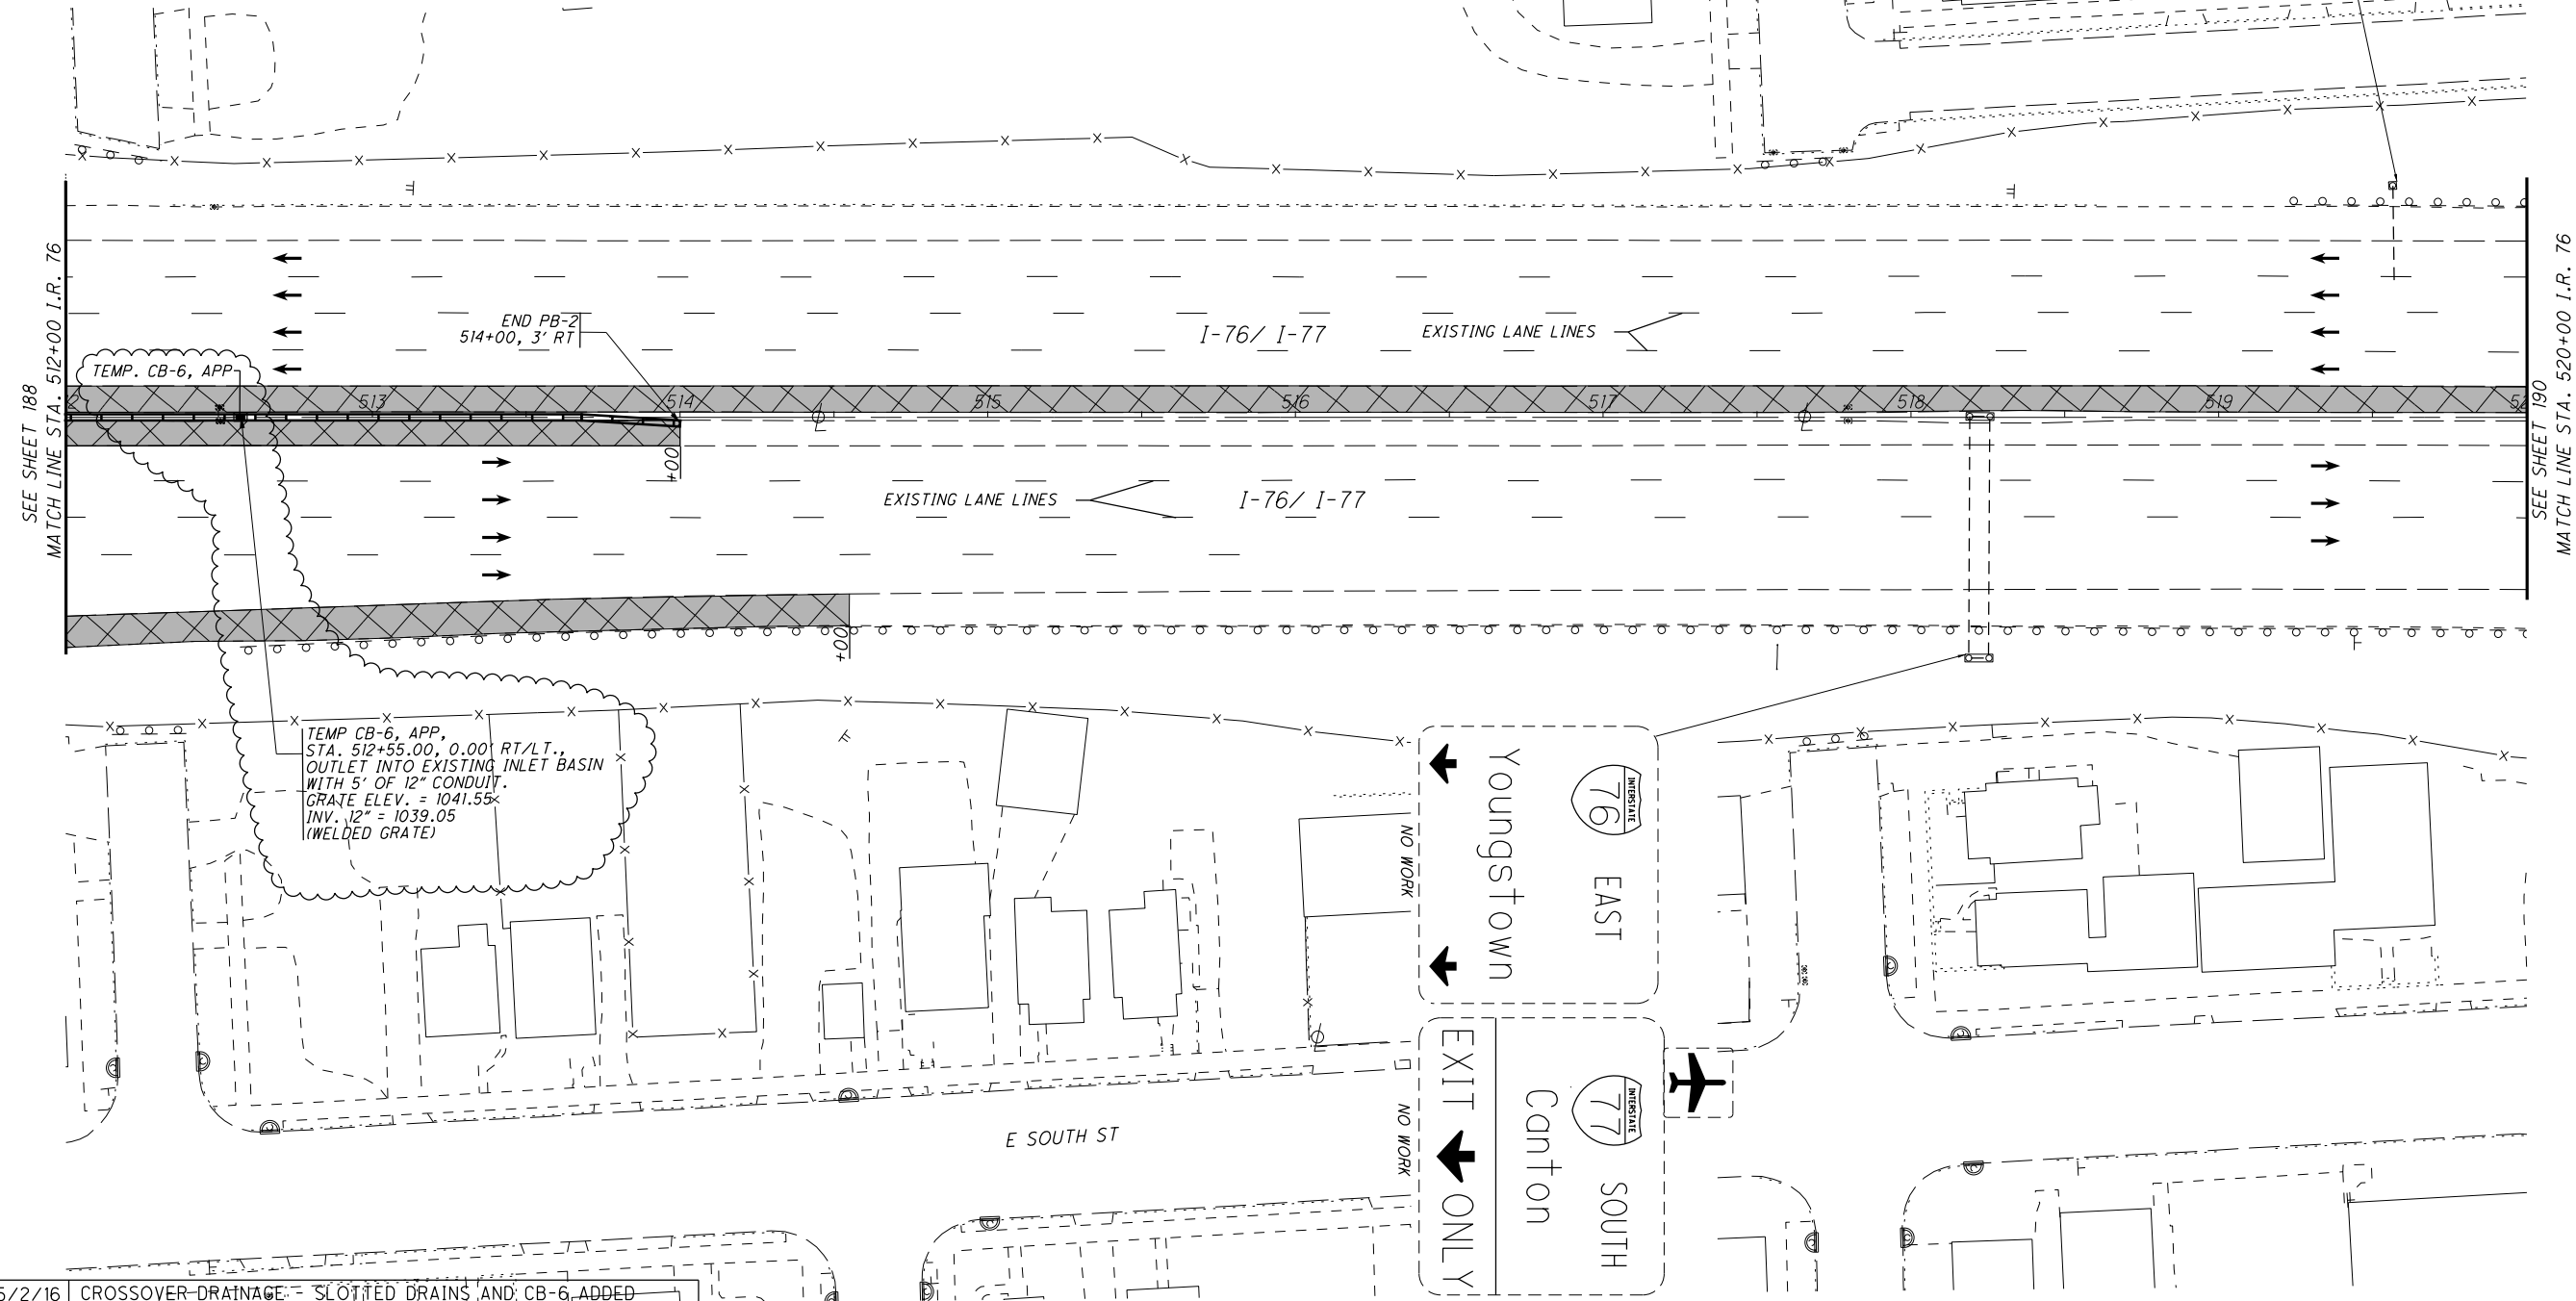 SEE SHEET 188
MATCH LINE STA. 512+00 I.R. 76
END PB-2
514+00, 3' RT
I-76/ I-77
EXISTING LANE LINES
TEMP. CB-6, APP
513
514
515
516
517
518
519
+00
EXISTING LANE LINES
I-76/ I-77
+00
SEE SHEET 190
MATCH LINE STA. 520+00 I.R. 76
TEMP CB-6, APP,
STA. 512+55.00, 0.00' RT/LT.,
OUTLET INTO EXISTING INLET BASIN
WITH 5' OF 12" CONDUIT.
GRATE ELEV. = 1041.55
INV. 12" = 1039.05
(WELDED GRATE)
NO WORK
INTERSTATE
76
EAST
Youngstown
NO WORK
INTERSTATE
77
SOUTH
Canton
EXIT ONLY
E SOUTH ST
5/2/16 CROSSOVER DRAINAGE - SLOTTED DRAINS AND CB-6 ADDED